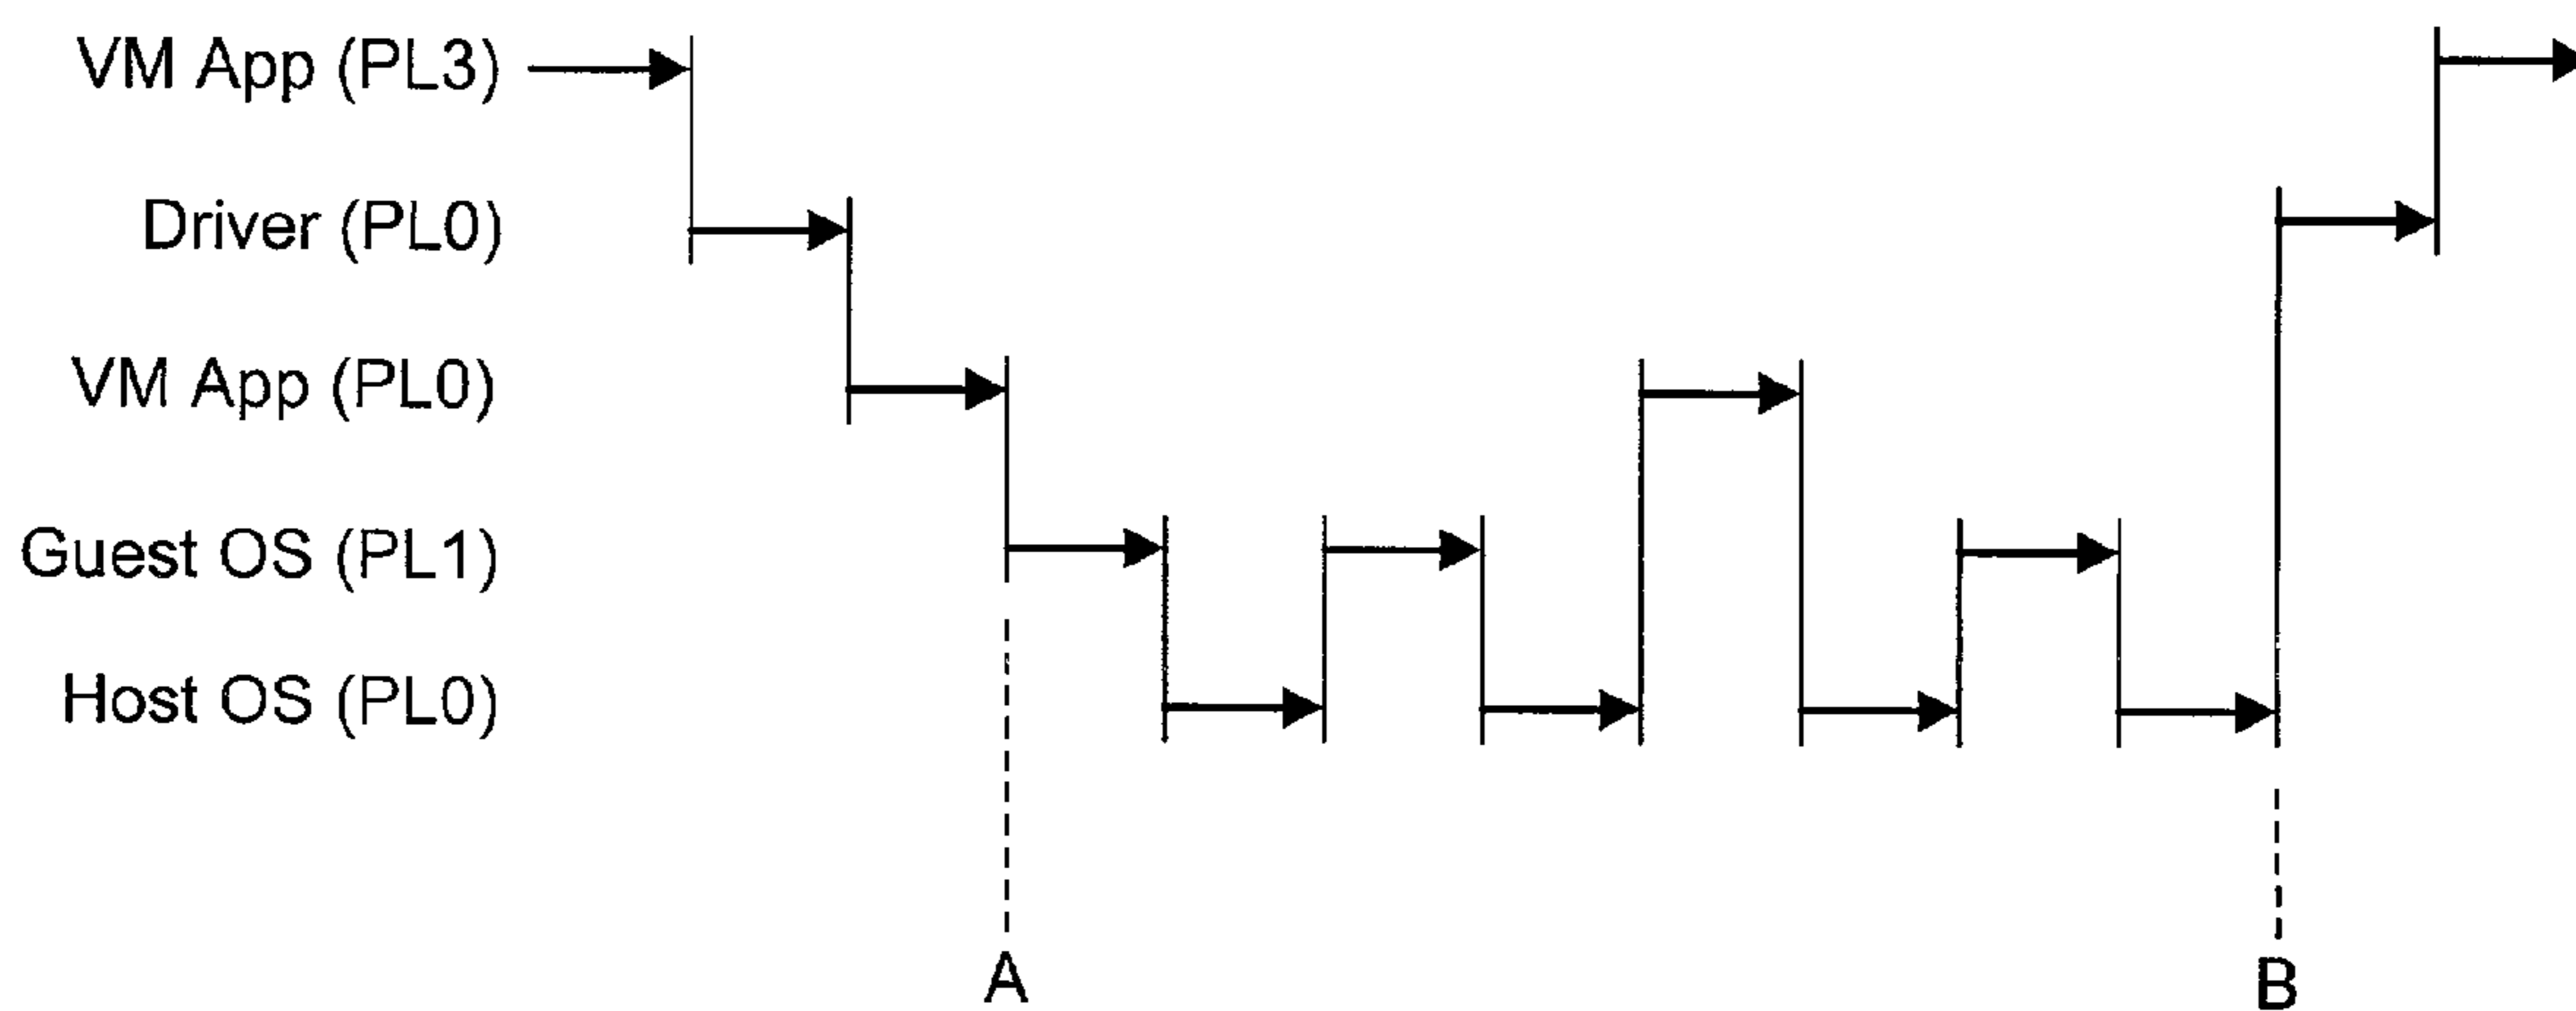 VM App (PL3)
Driver (PL0)
VM App (PL0)
Guest OS (PL1)
Host OS (PL0)
A
B